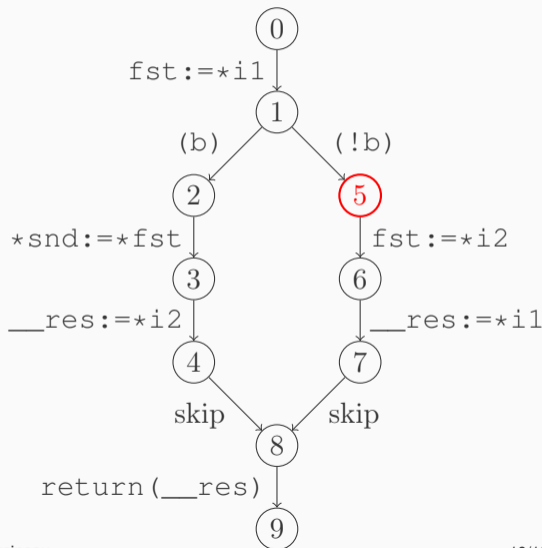 0
fst:=*i1
1
(b) (!b)
2 5
*snd:=*fst fst:=*i2
3 6
__res:=*i2 __res:=*i1
4 7
skip skip
8
return(__res)
9